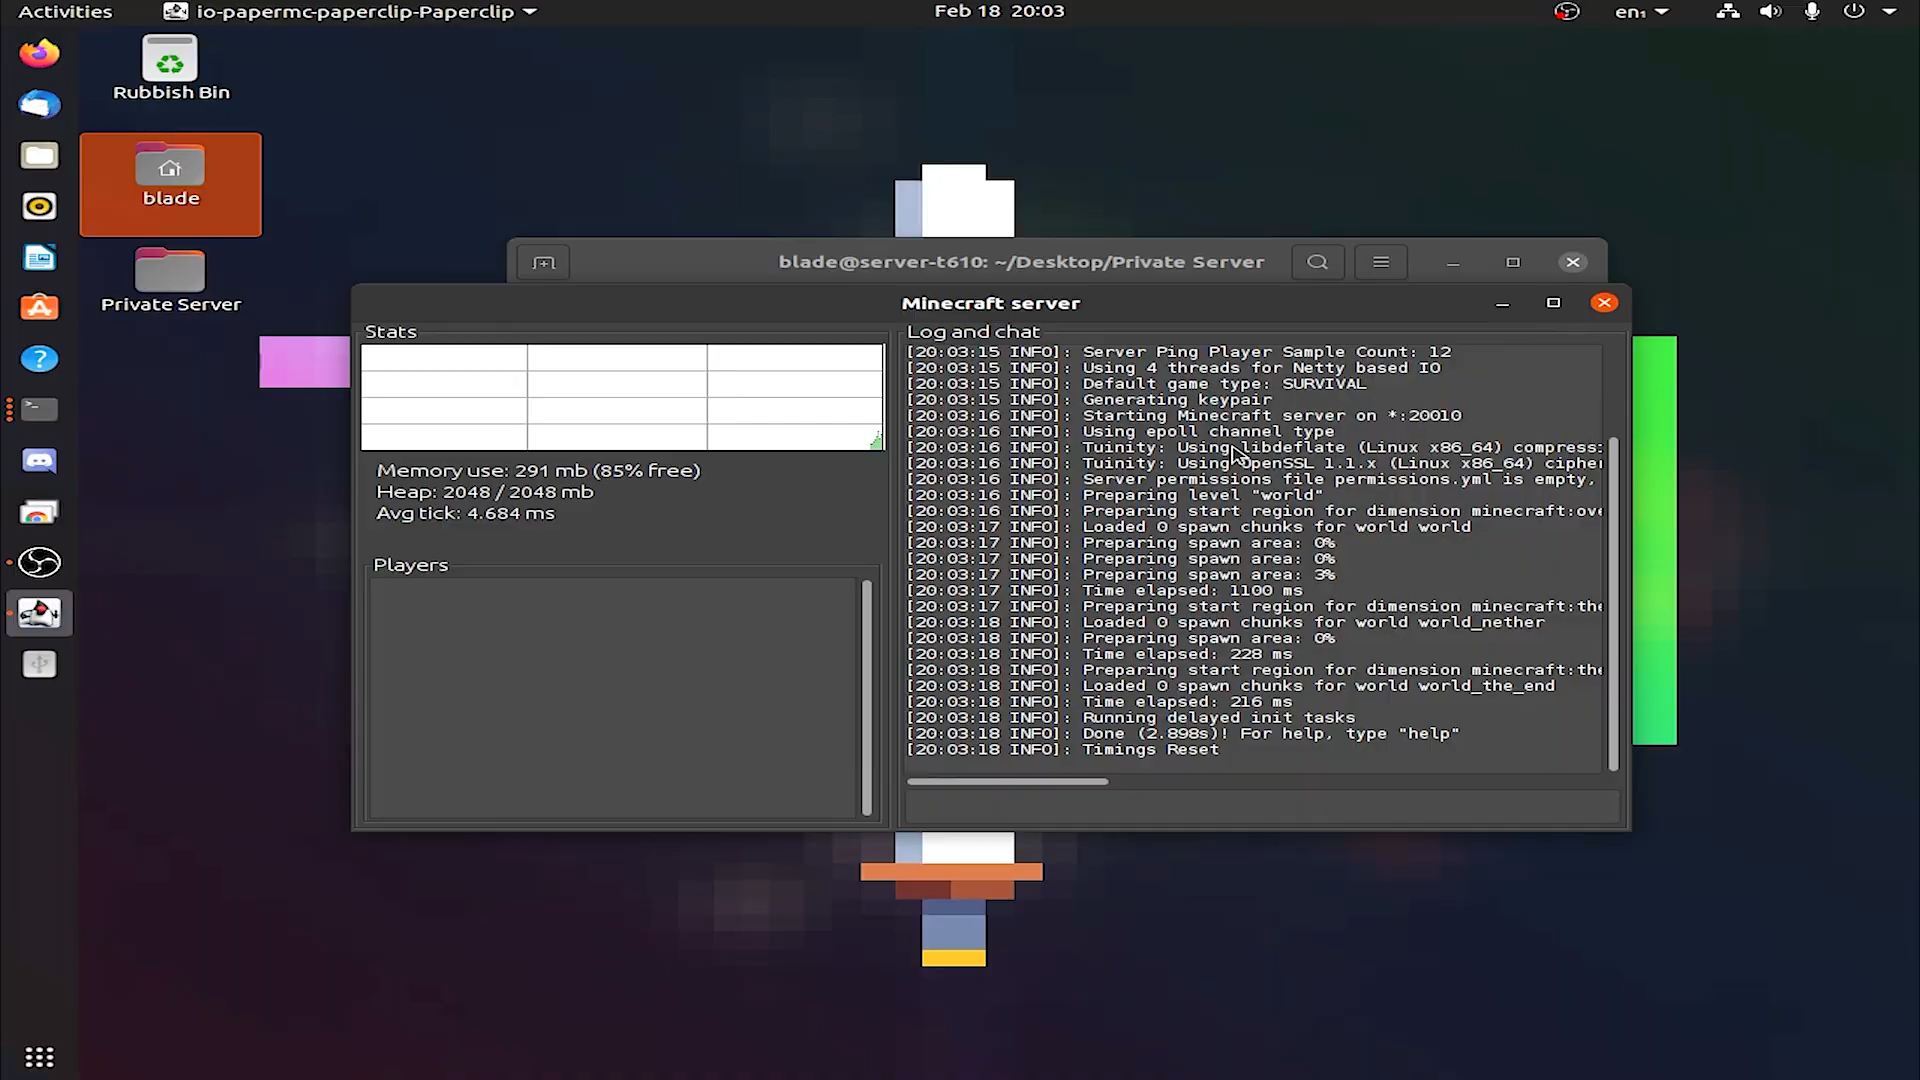 Activities
io-papermc-paperclip-Paperclip
Feb 18 20:03
en₁
Rubbish Bin
blade
Private Server
blade@server-t610: ~/Desktop/Private Server
Minecraft server
Stats
Memory use: 291 mb (85% free)
Heap: 2048 / 2048 mb
Avg tick: 4.684 ms
Players
Log and chat
[20:03:15 INFO]: Server Ping Player Sample Count: 12
[20:03:15 INFO]: Using 4 threads for Netty based IO
[20:03:15 INFO]: Default game type: SURVIVAL
[20:03:15 INFO]: Generating keypair
[20:03:16 INFO]: Starting Minecraft server on *:20010
[20:03:16 INFO]: Using epoll channel type
[20:03:16 INFO]: Tuinity: Using libdeflate (Linux x86_64) compressi
[20:03:16 INFO]: Tuinity: Using OpenSSL 1.1.x (Linux x86_64) cipher
[20:03:16 INFO]: Server permissions file permissions.yml is empty,
[20:03:16 INFO]: Preparing level "world"
[20:03:16 INFO]: Preparing start region for dimension minecraft:ove
[20:03:17 INFO]: Loaded 0 spawn chunks for world world
[20:03:17 INFO]: Preparing spawn area: 0%
[20:03:17 INFO]: Preparing spawn area: 0%
[20:03:17 INFO]: Preparing spawn area: 3%
[20:03:17 INFO]: Time elapsed: 1100 ms
[20:03:17 INFO]: Preparing start region for dimension minecraft:the
[20:03:18 INFO]: Loaded 0 spawn chunks for world world_nether
[20:03:18 INFO]: Preparing spawn area: 0%
[20:03:18 INFO]: Time elapsed: 228 ms
[20:03:18 INFO]: Preparing start region for dimension minecraft:the
[20:03:18 INFO]: Loaded 0 spawn chunks for world world_the_end
[20:03:18 INFO]: Time elapsed: 216 ms
[20:03:18 INFO]: Running delayed init tasks
[20:03:18 INFO]: Done (2.898s)! For help, type "help"
[20:03:18 INFO]: Timings Reset